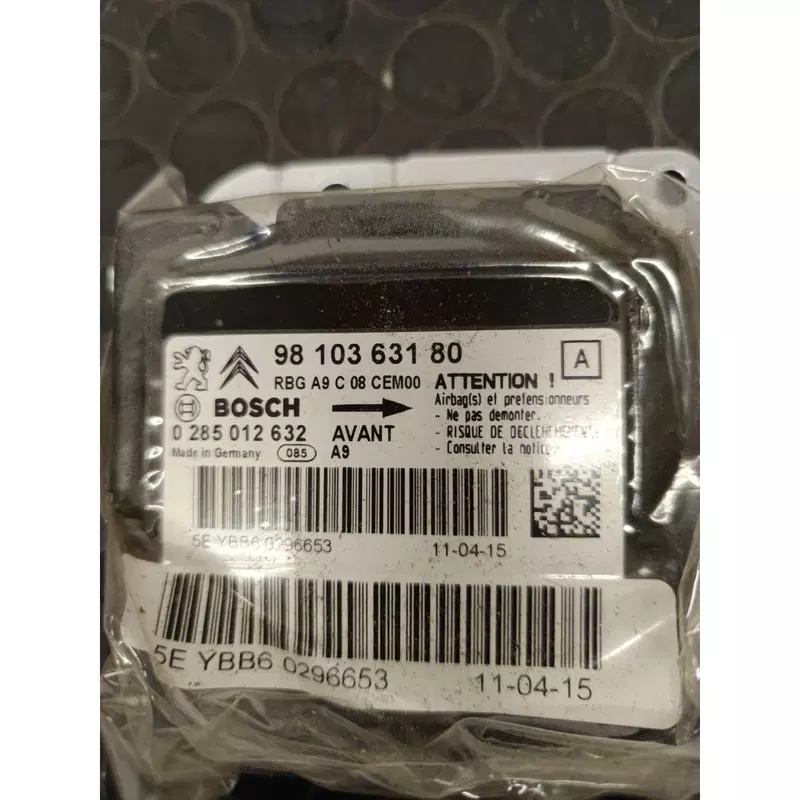 98 103 631 80
A
RBG A9 C 08 CEM00
ATTENTION !
BOSCH
Airbag(s) et pretensionneurs
- Ne pas demonter.
0 285 012 632
AVANT
- RISQUE DE DECLENCHEMENT
Made in Germany
085
A9
- Consulter la notice
5E YBB6 0296653
11-04-15
5E YBB6 0296653
11-04-15